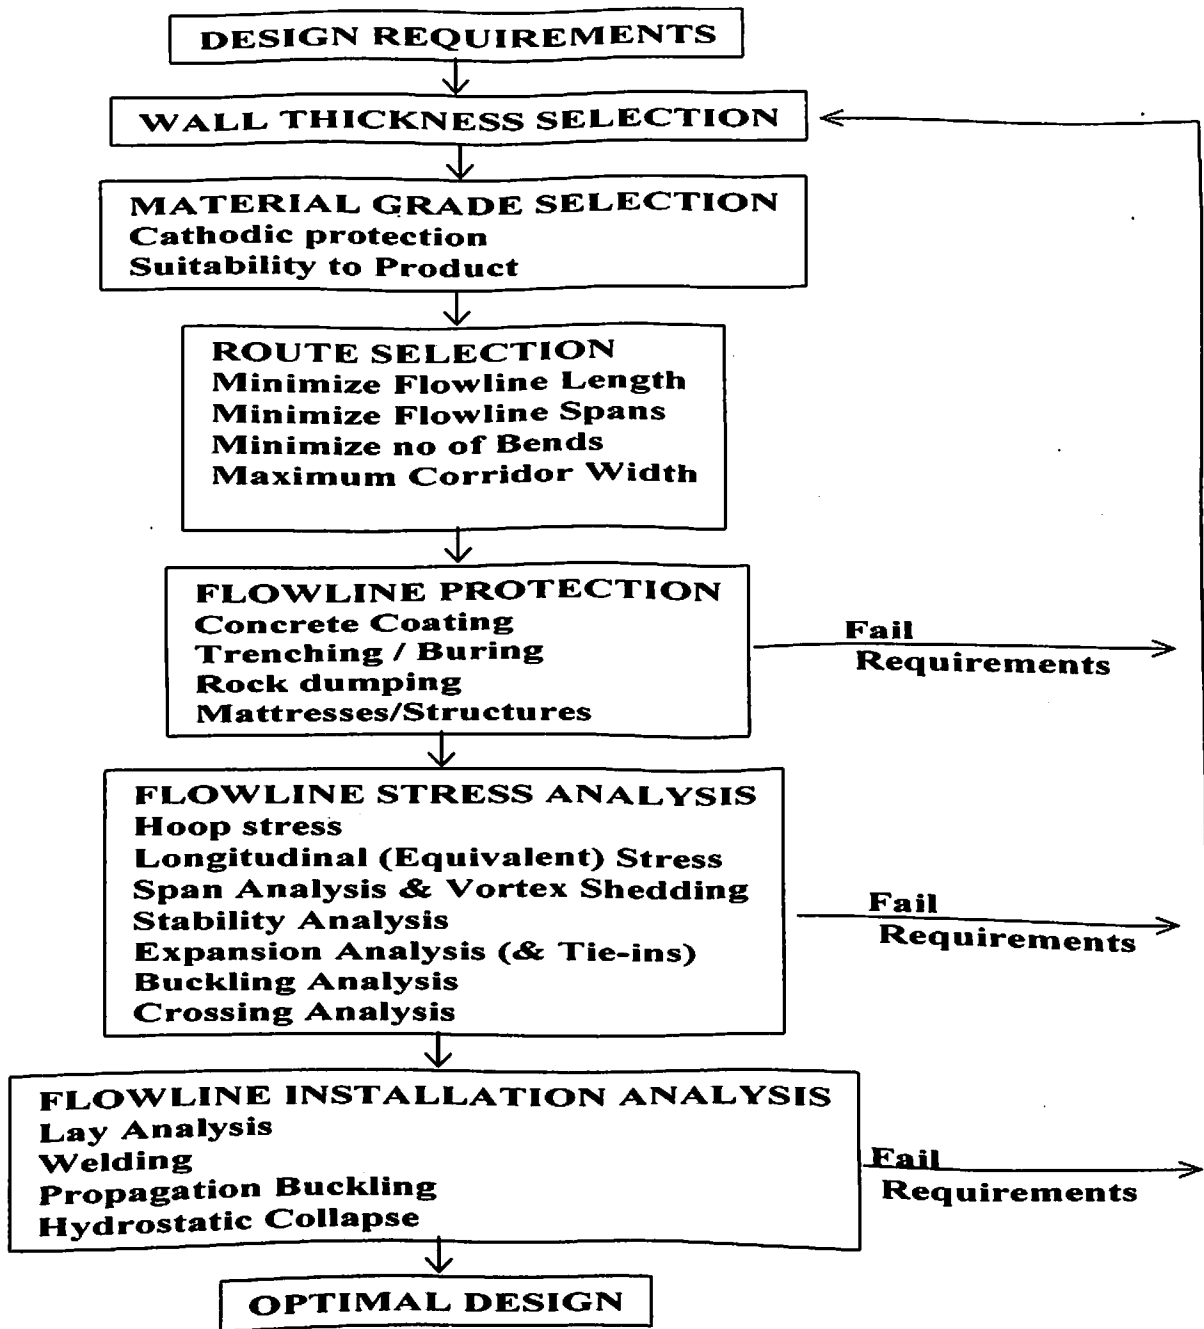 DESIGN REQUIREMENTS
WALL THICKNESS SELECTION
MATERIAL GRADE SELECTION
Cathodic protection
Suitability to Product
ROUTE SELECTION
Minimize Flowline Length
Minimize Flowline Spans
Minimize no of Bends
Maximum Corridor Width
FLOWLINE PROTECTION
Concrete Coating
Trenching / Buring
Rock dumping
Mattresses/Structures
Fail
Requirements
FLOWLINE STRESS ANALYSIS
Hoop stress
Longitudinal (Equivalent) Stress
Span Analysis & Vortex Shedding
Stability Analysis
Expansion Analysis (& Tie-ins)
Buckling Analysis
Crossing Analysis
Fail
Requirements
FLOWLINE INSTALLATION ANALYSIS
Lay Analysis
Welding
Propagation Buckling
Hydrostatic Collapse
Fail
Requirements
OPTIMAL DESIGN